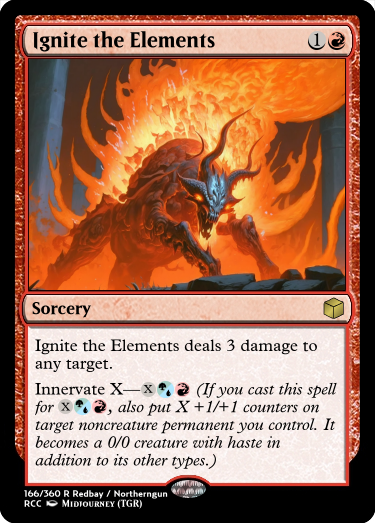 Ignite the Elements 1
Sorcery
Ignite the Elements deals 3 damage to
any target.
Innervate X—X (If you cast this spell
for X, also put X +1/+1 counters on
target noncreature permanent you control. It
becomes a 0/0 creature with haste in
addition to its other types.)
166/360 R Redbay / Northerngun
RCC Midjourney (TGR)